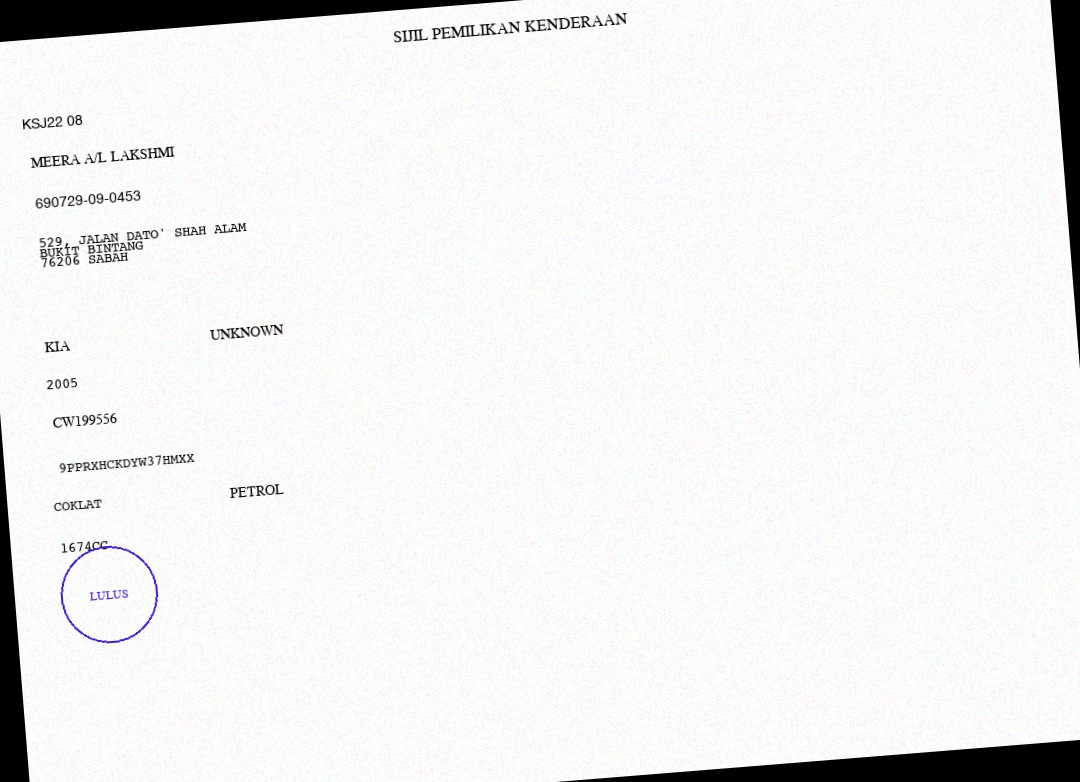 SIJIL PEMILIKAN KENDERAAN
KSJ22 08
MEERA A/L LAKSHMI
690729-09-0453
529, JALAN DATO' SHAH ALAM
BUKIT BINTANG
76206 SABAH
KIA UNKNOWN
2005
CW199556
9PPRXHCKDYW37HMXX
COKLAT PETROL
1674CC
LULUS